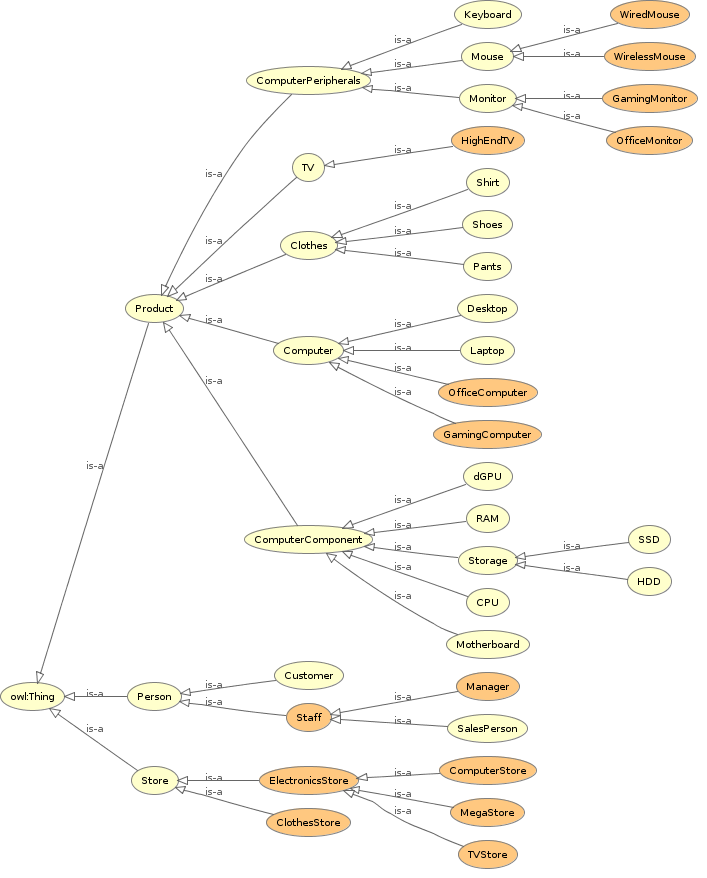 Keyboard
WiredMouse
is-a
is-a
Mouse
is-a
WirelessMouse
is-a
ComputerPeripherals
is-a
Monitor
is-a
GamingMonitor
is-a
OfficeMonitor
HighEndTV
is-a
TV
is-a
Shirt
is-a
Shoes
is-a
is-a
Clothes
is-a
Pants
is-a
Product
Desktop
is-a
is-a
Computer
is-a
Laptop
is-a
is-a
OfficeComputer
is-a
GamingComputer
is-a
dGPU
is-a
RAM
is-a
ComputerComponent
is-a
Storage
is-a
SSD
is-a
is-a
HDD
CPU
is-a
Motherboard
Customer
is-a
owl:Thing
is-a
Person
is-a
Manager
is-a
Staff
is-a
SalesPerson
is-a
ComputerStore
is-a
Store
is-a
ElectronicsStore
is-a
is-a
MegaStore
is-a
ClothesStore
TVStore